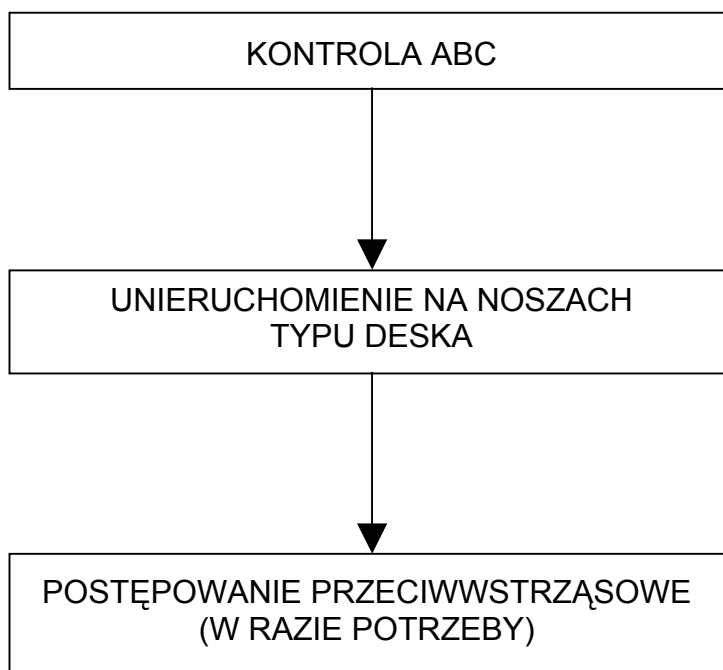 KONTROLA ABC
UNIERUCHOMIENIE NA NOSZACH
TYPU DESKA
POSTĘPOWANIE PRZECIWWSTRZĄSOWE
(W RAZIE POTRZEBY)